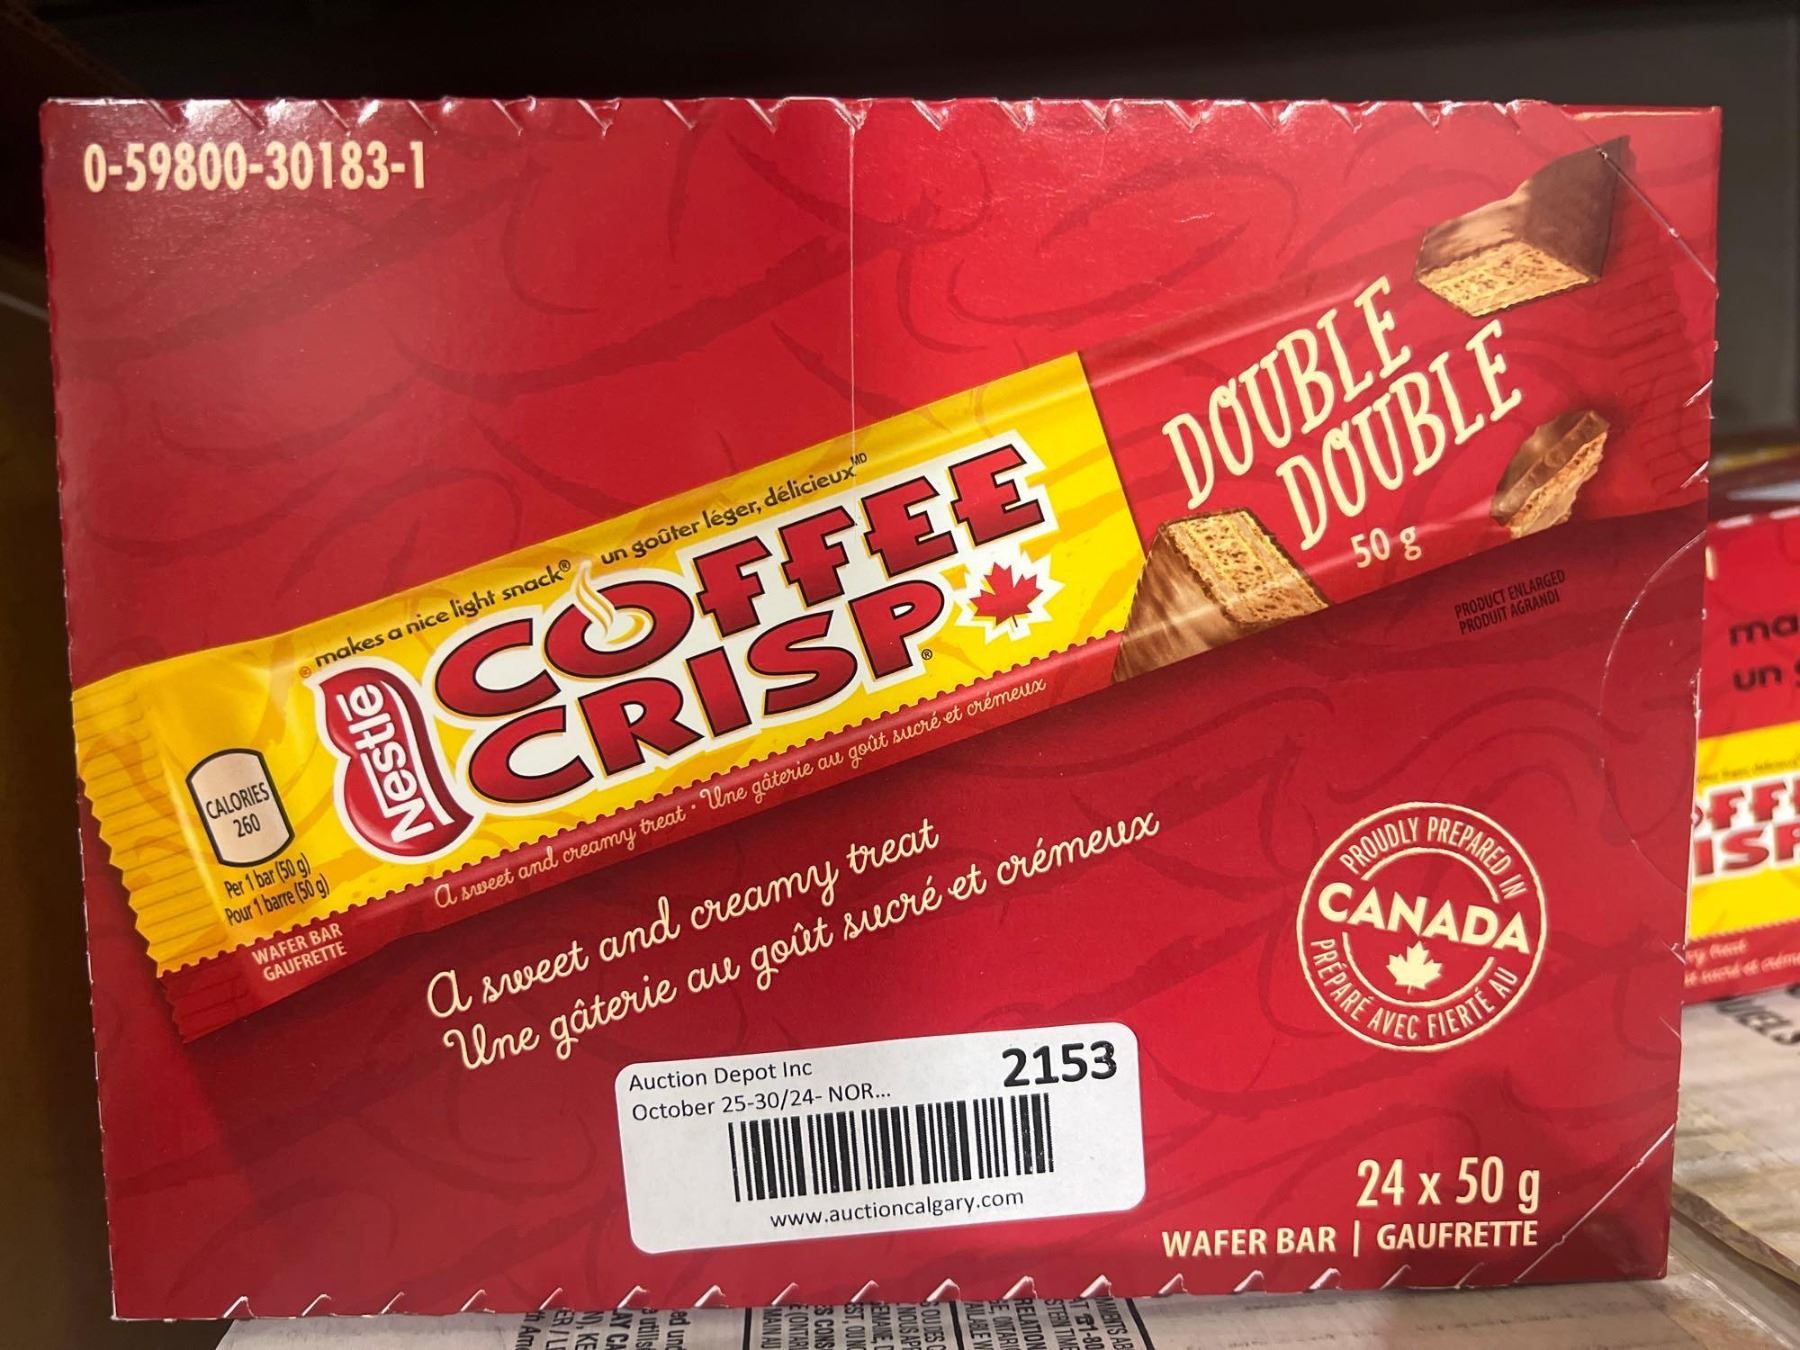 0-59800-30183-1
DOUBLE
DOUBLE
50 g
PRODUCT ENLARGED
PRODUIT AGRANDI
® makes a nice light snack® un goûter léger, délicieux MD
Nestlē
COFFEE
CRISP®
CALORIES
260
Per 1 bar (50 g)
Pour 1 barre (50 g)
WAFER BAR
GAUFRETTE
A sweet and creamy treat • Une gâterie au goût sucré et crémeux
A sweet and creamy treat
Une gâterie au goût sucré et crémeux
PROUDLY PREPARED IN
CANADA
PRÉPARÉ AVEC FIERTÉ AU
Auction Depot Inc
2153
October 25-30/24- NOR...
www.auctioncalgary.com
24 x 50 g
WAFER BAR | GAUFRETTE